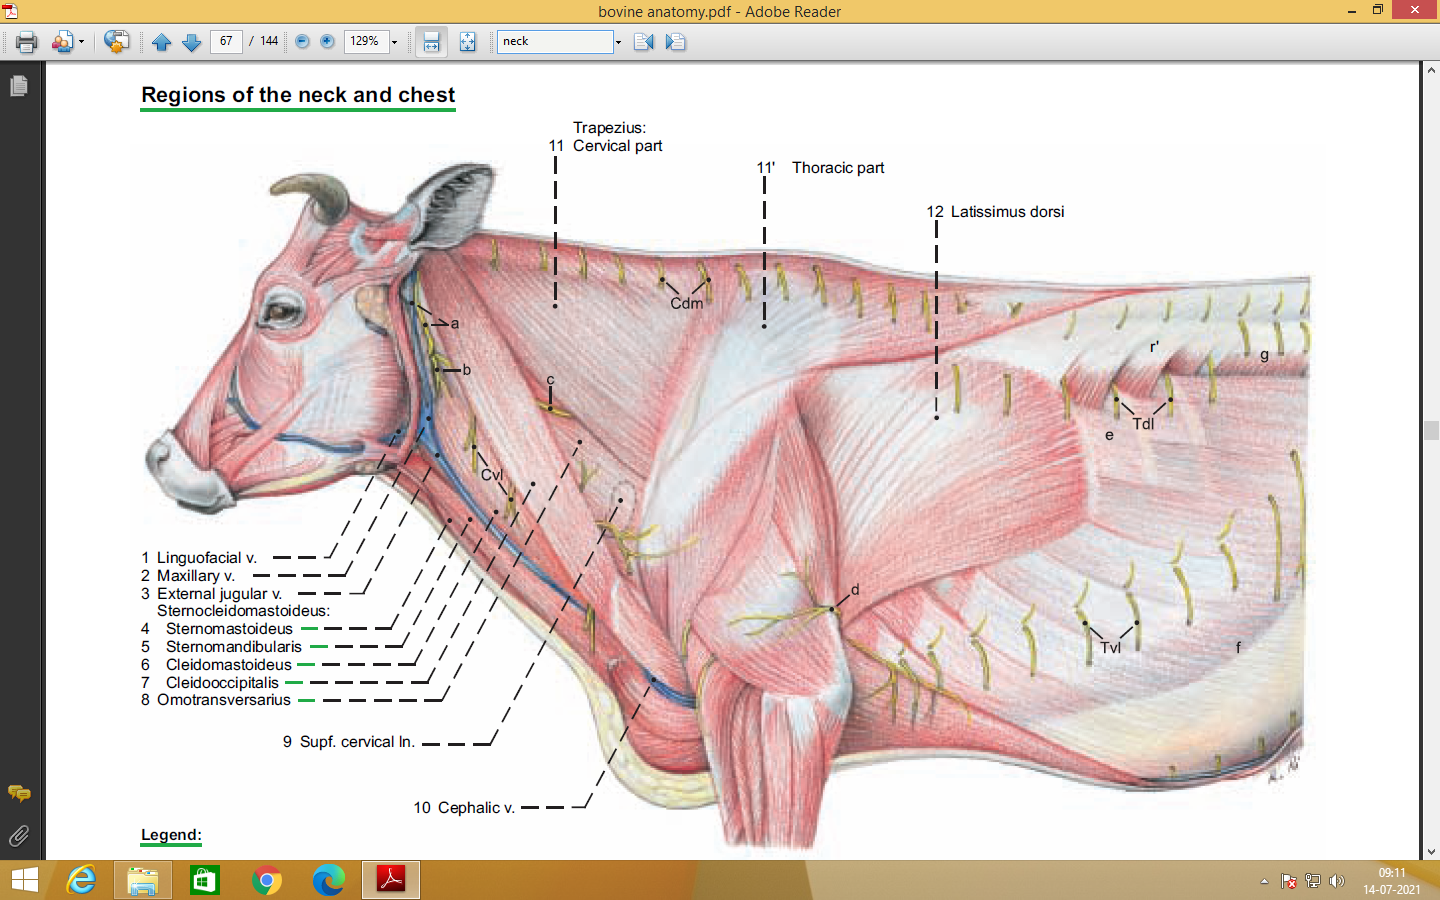 bovine anatomy.pdf - Adobe Reader
67 / 144
129%
neck
Regions of the neck and chest
Trapezius:
11 Cervical part
11' Thoracic part
12 Latissimus dorsi
Cdm
a
b
c
r'
g
Tdl
e
Cvl
d
Tvl
f
1 Linguofacial v.
2 Maxillary v.
3 External jugular v.
Sternocleidomastoideus:
4 Sternomastoideus
5 Sternomandibularis
6 Cleidomastoideus
7 Cleidooccipitalis
8 Omotransversarius
9 Supf. cervical ln.
10 Cephalic v.
Legend:
09:11
14-07-2021